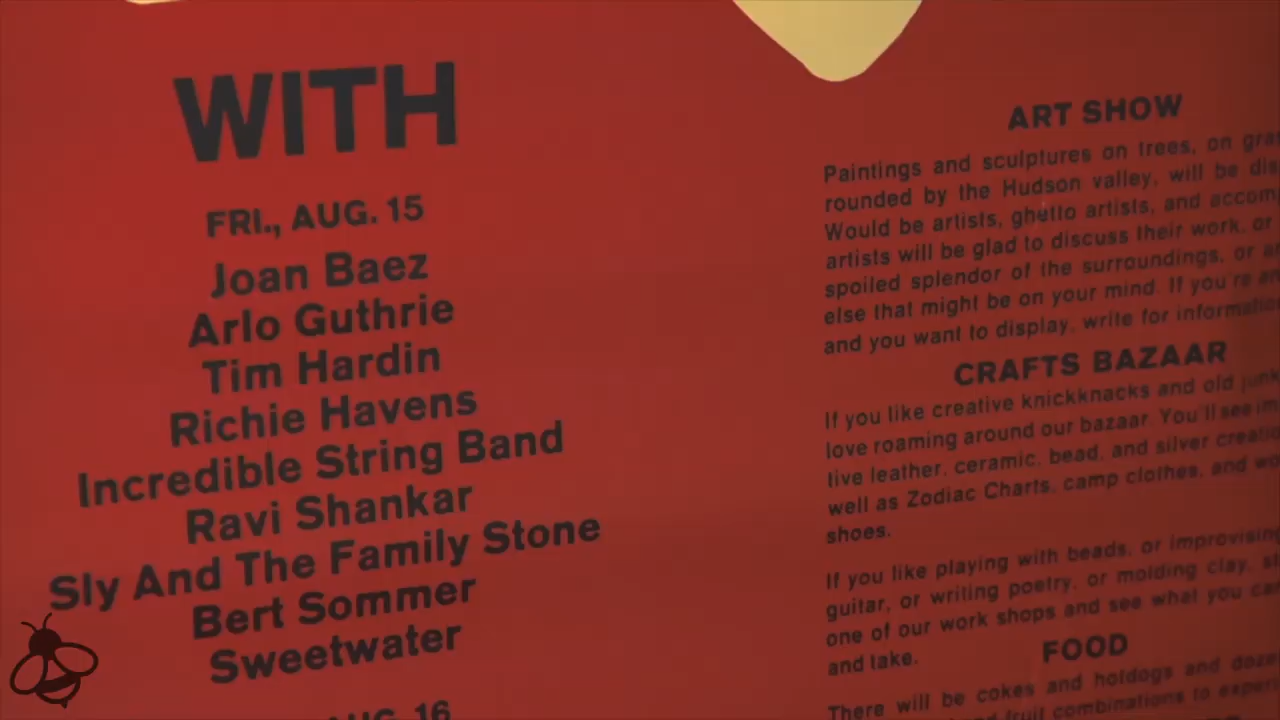 WITH
FRI., AUG. 15
Joan Baez
Arlo Guthrie
Tim Hardin
Richie Havens
Incredible String Band
Ravi Shankar
Sly And The Family Stone
Bert Sommer
Sweetwater
AUG. 16
ART SHOW
Paintings and sculptures on trees, on
rounded by the Hudson valley, will be
Would be artists, ghetto artists, and
artists will be glad to discuss their work, or
spoiled splendor of the surroundings, or
else that might be on your mind. If you're
and you want to display, write for
CRAFTS BAZAAR
If you like creative knickknacks and old
love roaming around our bazaar. You'll see
tive leather, ceramic, bead, and silver
well as Zodiac Charts, camp clothes, and
shoes.
If you like playing with beads, or improvising
guitar, or writing poetry, or molding clay,
one of our work shops and see what you
and take.
FOOD
There will be cokes and hotdogs and
fruit combinations to